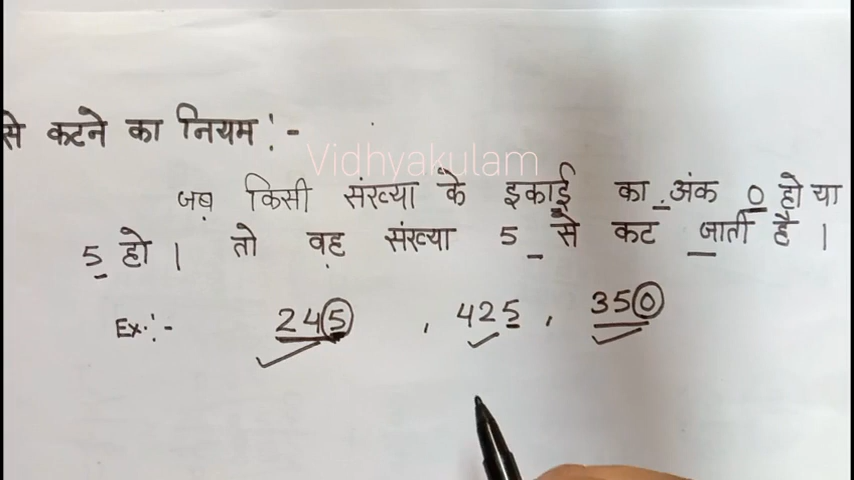 से कटने का नियम :-
Vidhyakulam
जब किसी संख्या के इकाई का अंक 0 हो या
5 हो । तो वह संख्या 5 से कट जाती है ।
Ex.:- 245 , 425 , 350